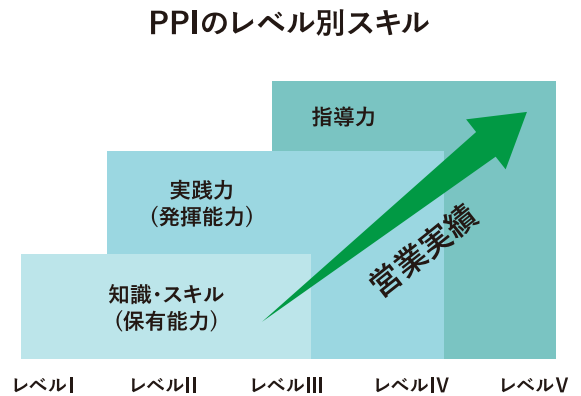 PPIのレベル別スキル
指導力
実践力
（発揮能力）
営業実績
知識・スキル
（保有能力）
レベルI
レベルII
レベルIII
レベルIV
レベルV